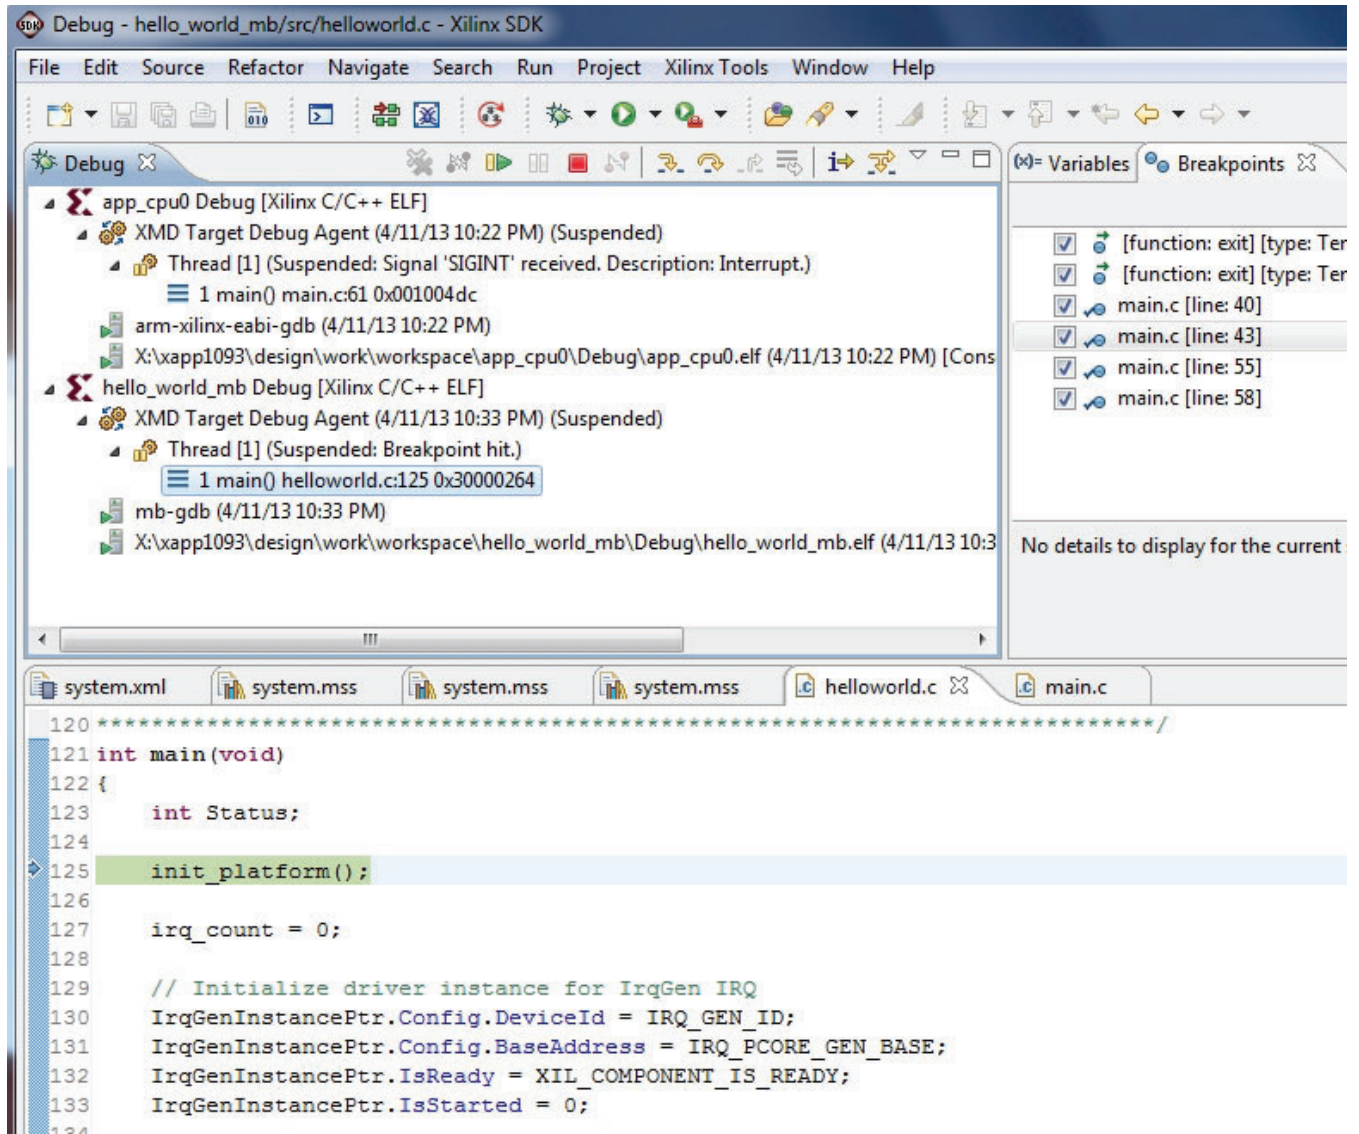 SDK Debug - hello_world_mb/src/helloworld.c - Xilinx SDK
File Edit Source Refactor Navigate Search Run Project Xilinx Tools Window Help
010
Debug
(x)= Variables Breakpoints
app_cpu0 Debug [Xilinx C/C++ ELF]
XMD Target Debug Agent (4/11/13 10:22 PM) (Suspended)
Thread [1] (Suspended: Signal 'SIGINT' received. Description: Interrupt.)
1 main() main.c:61 0x001004dc
arm-xilinx-eabi-gdb (4/11/13 10:22 PM)
X:\xapp1093\design\work\workspace\app_cpu0\Debug\app_cpu0.elf (4/11/13 10:22 PM) [Cons
hello_world_mb Debug [Xilinx C/C++ ELF]
XMD Target Debug Agent (4/11/13 10:33 PM) (Suspended)
Thread [1] (Suspended: Breakpoint hit.)
1 main() helloworld.c:125 0x30000264
mb-gdb (4/11/13 10:33 PM)
X:\xapp1093\design\work\workspace\hello_world_mb\Debug\hello_world_mb.elf (4/11/13 10:3
[function: exit] [type: Ter
[function: exit] [type: Ter
main.c [line: 40]
main.c [line: 43]
main.c [line: 55]
main.c [line: 58]
No details to display for the current
system.xml system.mss system.mss system.mss helloworld.c main.c
120 *****************************************************************************/
121 int main(void)
122 {
123 int Status;
124
125 init_platform();
126
127 irq_count = 0;
128
129 // Initialize driver instance for IrqGen IRQ
130 IrqGenInstancePtr.Config.DeviceId = IRQ_GEN_ID;
131 IrqGenInstancePtr.Config.BaseAddress = IRQ_PCORE_GEN_BASE;
132 IrqGenInstancePtr.IsReady = XIL_COMPONENT_IS_READY;
133 IrqGenInstancePtr.IsStarted = 0;
134